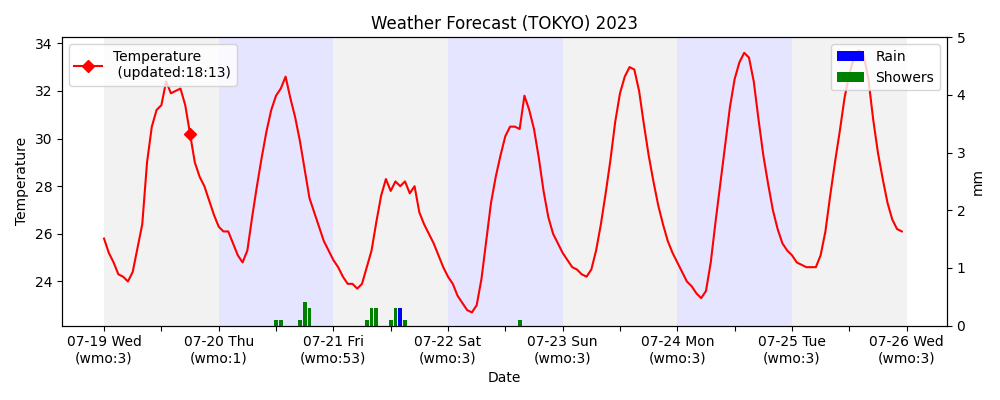 Weather Forecast (TOKYO) 2023
Temperature
(updated:18:13)
Rain
Showers
34
32
30
28
26
24
Temperature
5
4
3
2
1
0
mm
07-19 Wed 07-20 Thu 07-21 Fri 07-22 Sat 07-23 Sun 07-24 Mon 07-25 Tue 07-26 Wed
(wmo:3) (wmo:1) (wmo:53) (wmo:3) (wmo:3) (wmo:3) (wmo:3) (wmo:3)
Date